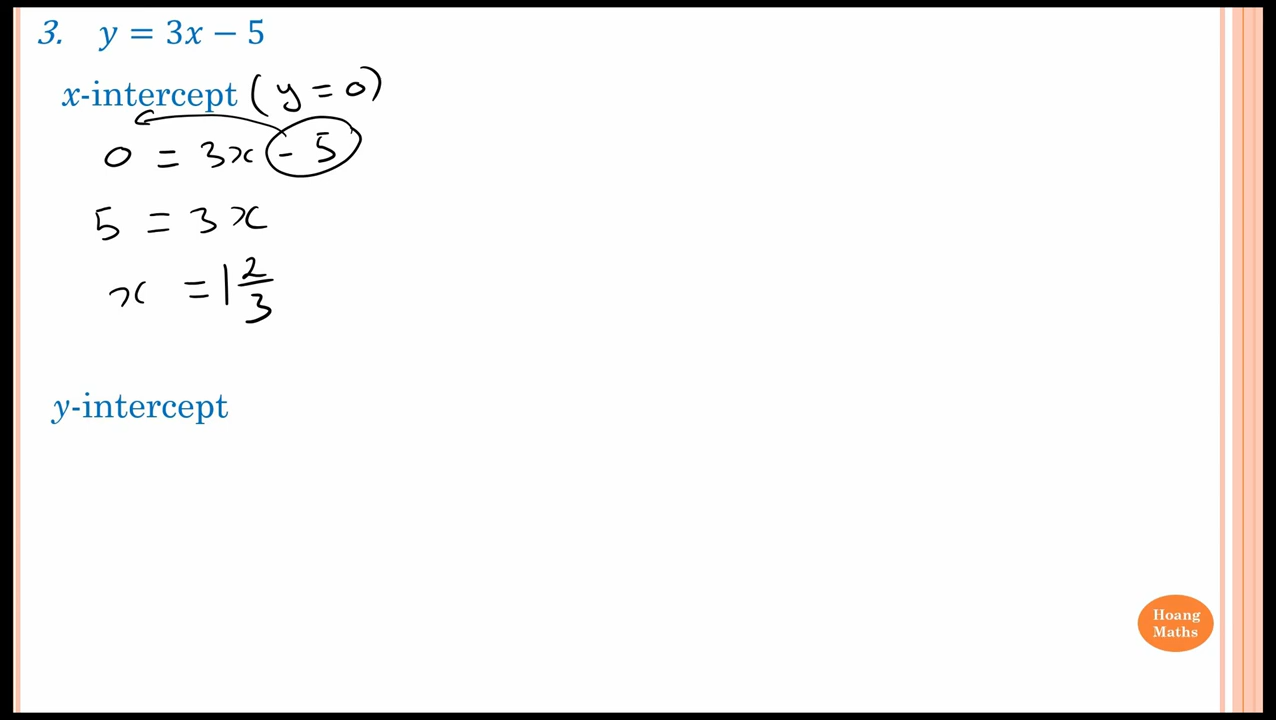 3. y = 3x − 5
x-intercept (y = 0)
0 = 3x - 5
5 = 3x
x = 1 2/3
y-intercept
Hoang
Maths